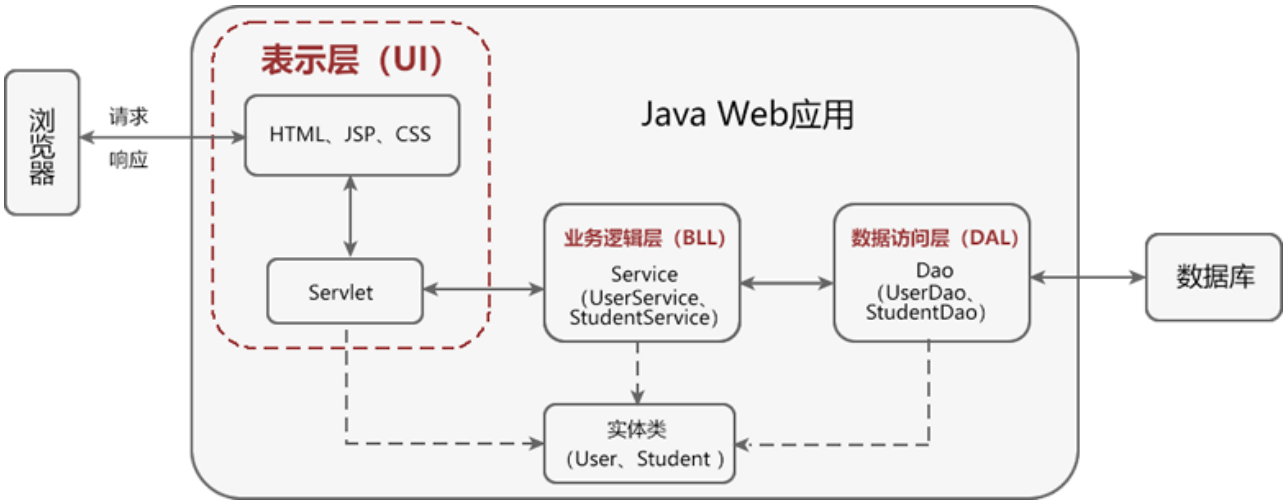 表示层（UI）
Java Web应用
浏览器
请求
响应
HTML、JSP、CSS
Servlet
业务逻辑层（BLL）
Service
（UserService、
StudentService）
数据访问层（DAL）
Dao
（UserDao、
StudentDao）
数据库
实体类
（User、Student ）